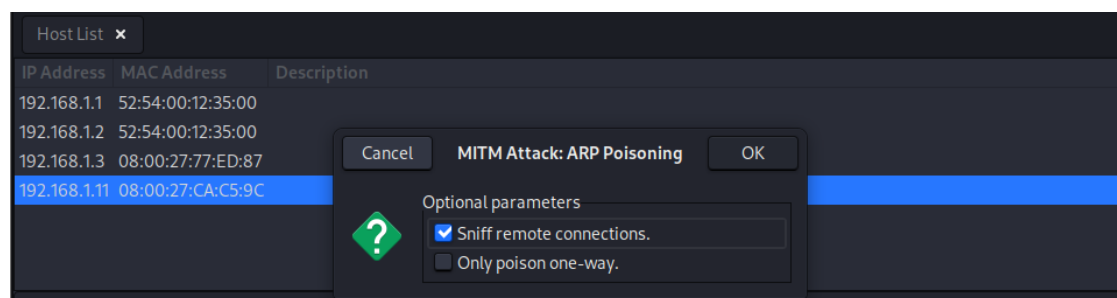 Host List ×
IP Address MAC Address Description
192.168.1.1 52:54:00:12:35:00
192.168.1.2 52:54:00:12:35:00
192.168.1.3 08:00:27:77:ED:87
192.168.1.11 08:00:27:CA:C5:9C
Cancel MITM Attack: ARP Poisoning OK
Optional parameters
Sniff remote connections.
Only poison one-way.